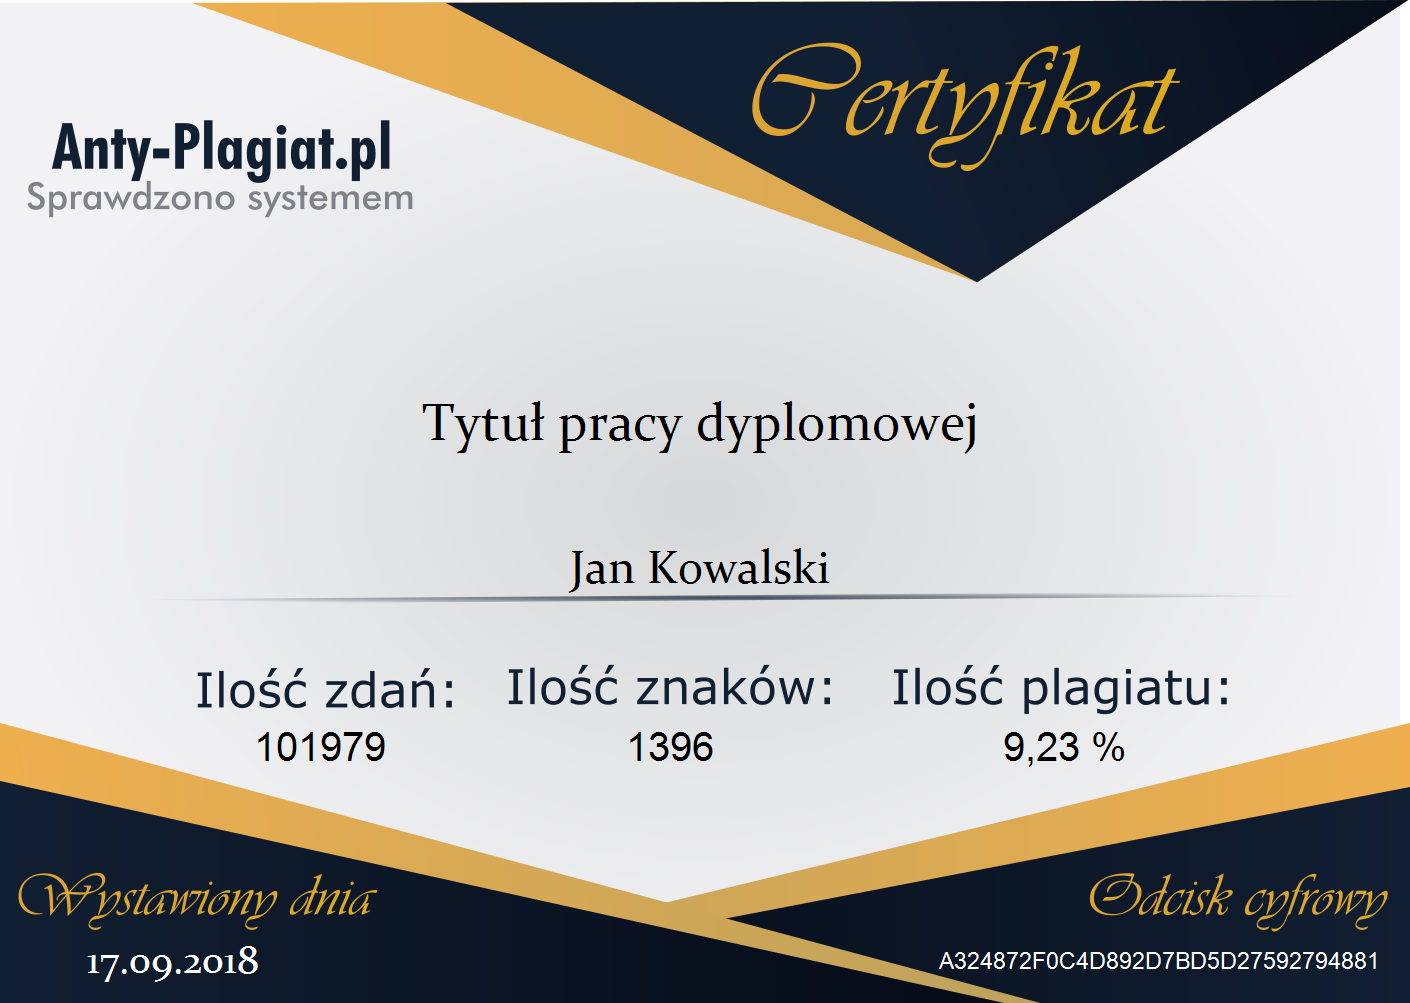 Certyfikat
Anty-Plagiat.pl
Sprawdzono systemem
Tytuł pracy dyplomowej
Jan Kowalski
Ilość zdań: Ilość znaków: Ilość plagiatu:
101979 1396 9,23 %
Wystawiony dnia Odcisk cyfrowy
17.09.2018 A324872F0C4D892D7BD5D27592794881